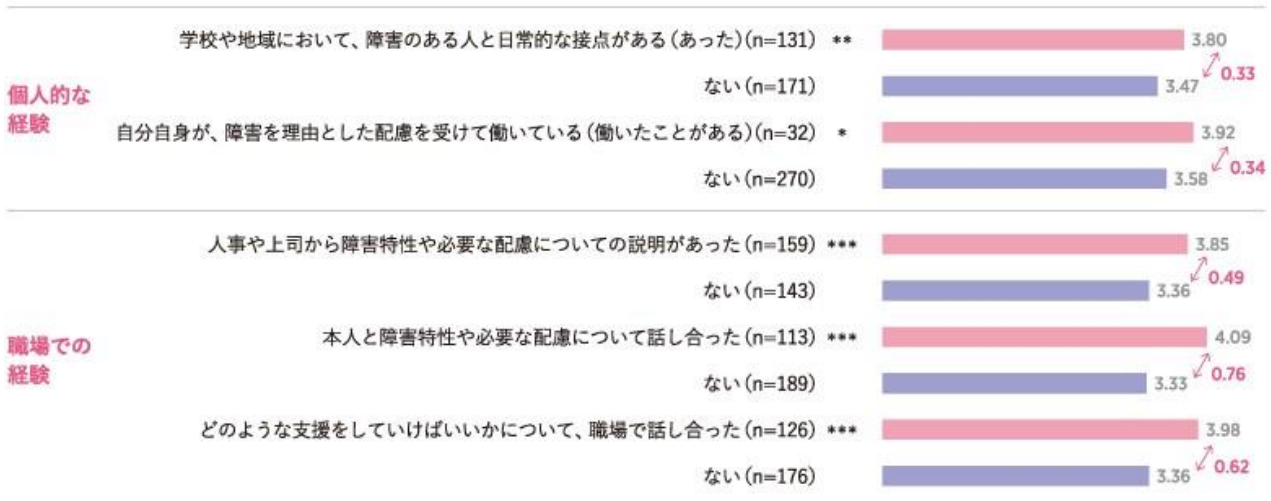 学校や地域において、障害のある人と日常的な接点がある（あった）（n=131） ** 3.80
ない（n=171） 3.47
0.33
個人的な
経験
自分自身が、障害を理由とした配慮を受けて働いている（働いたことがある）（n=32） * 3.92
ない（n=270） 3.58
0.34
人事や上司から障害特性や必要な配慮についての説明があった（n=159） *** 3.85
ない（n=143） 3.36
0.49
職場での
経験
本人と障害特性や必要な配慮について話し合った（n=113） *** 4.09
ない（n=189） 3.33
0.76
どのような支援をしていけばいいかについて、職場で話し合った（n=126） *** 3.98
ない（n=176） 3.36
0.62